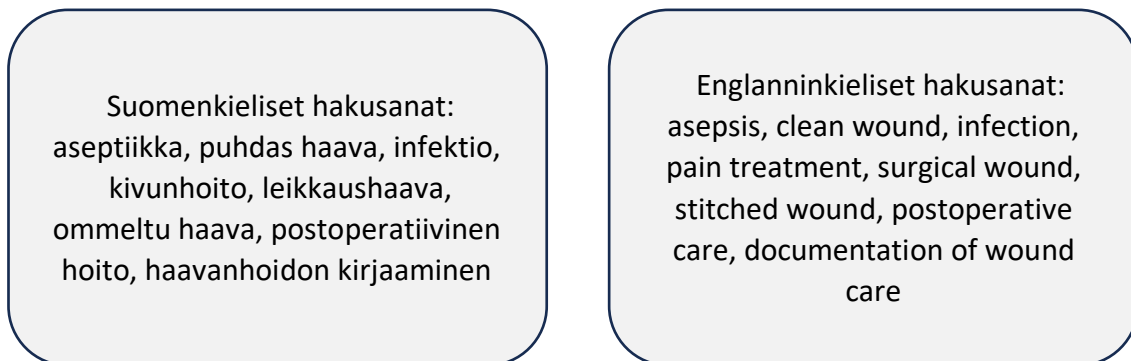 Suomenkieliset hakusanat:
aseptiikka, puhdas haava, infektio,
kivunhoito, leikkaushaava,
ommeltu haava, postoperatiivinen
hoito, haavanhoidon kirjaaminen
Englanninkieliset hakusanat:
asepsis, clean wound, infection,
pain treatment, surgical wound,
stitched wound, postoperative
care, documentation of wound
care